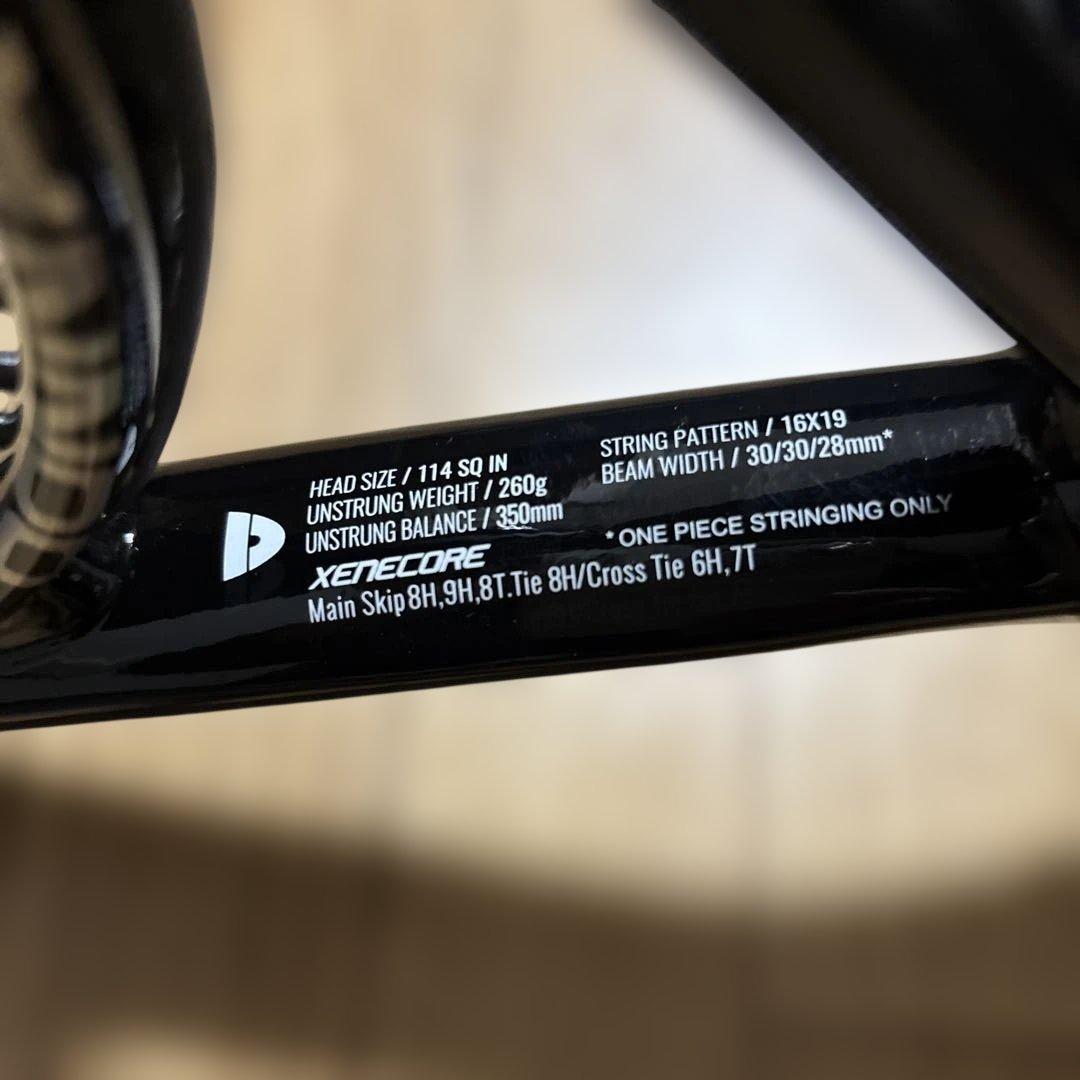 HEAD SIZE / 114 SQ IN
UNSTRUNG WEIGHT / 260g
UNSTRUNG BALANCE / 350mm
XENECORE
Main Skip 8H,9H,8T.Tie 8H/Cross Tie 6H,7T
STRING PATTERN / 16X19
BEAM WIDTH / 30/30/28mm*
*ONE PIECE STRINGING ONLY